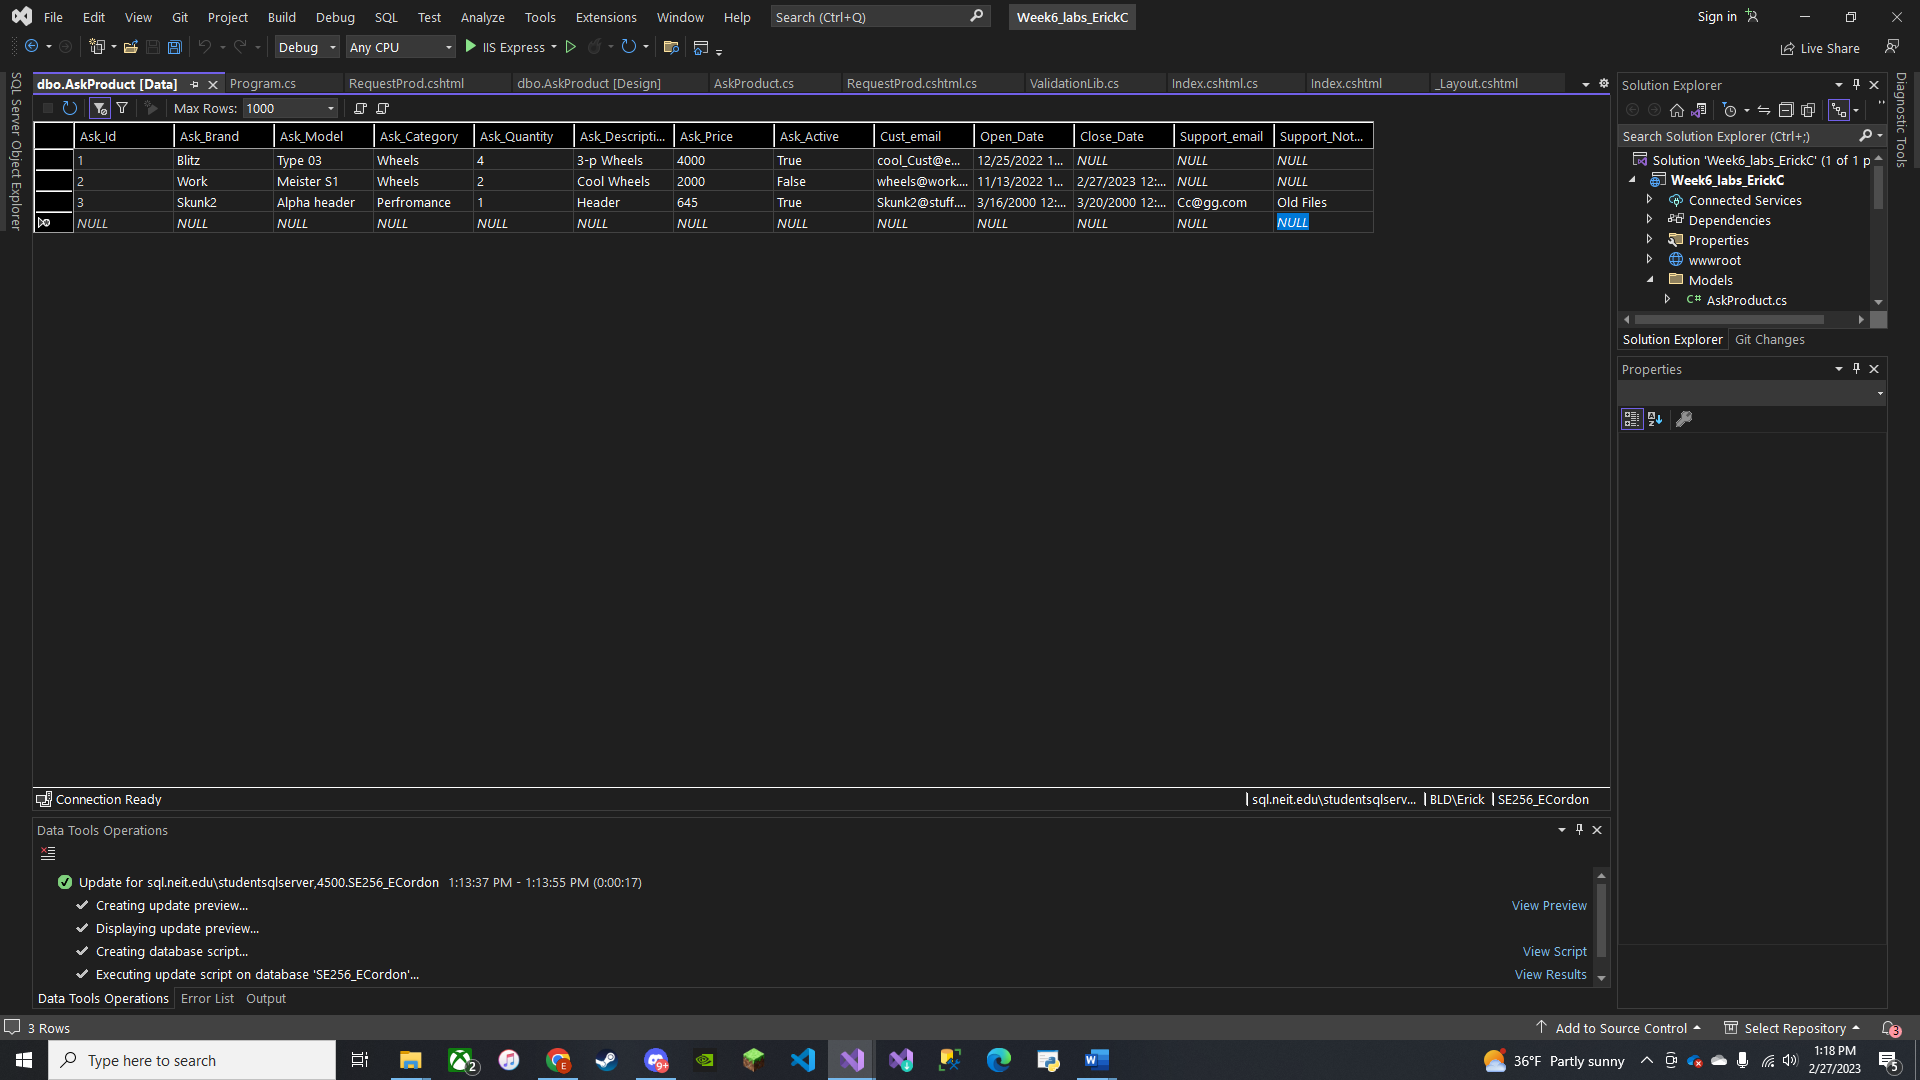 File Edit View Git Project Build Debug SQL Test Analyze Tools Extensions Window Help Search (Ctrl+Q) Week6_labs_ErickC Sign in
Debug Any CPU IIS Express Live Share
SQL Server Object Explorer
dbo.AskProduct [Data] Program.cs RequestProd.cshtml dbo.AskProduct [Design] AskProduct.cs RequestProd.cshtml.cs ValidationLib.cs Index.cshtml.cs Index.cshtml _Layout.cshtml
Max Rows: 1000
Ask_Id Ask_Brand Ask_Model Ask_Category Ask_Quantity Ask_Descripti... Ask_Price Ask_Active Cust_email Open_Date Close_Date Support_email Support_Not...
1 Blitz Type 03 Wheels 4 3-p Wheels 4000 True cool_Cust@e... 12/25/2022 1... NULL NULL NULL
2 Work Meister S1 Wheels 2 Cool Wheels 2000 False wheels@work.... 11/13/2022 1... 2/27/2023 12:... NULL NULL
3 Skunk2 Alpha header Perfromance 1 Header 645 True Skunk2@stuff.... 3/16/2000 12:... 3/20/2000 12:... Cc@gg.com Old Files
NULL NULL NULL NULL NULL NULL NULL NULL NULL NULL NULL NULL NULL
Connection Ready sql.neit.edu\studentsqlserv... BLD\Erick SE256_ECordon
Data Tools Operations
Update for sql.neit.edu\studentsqlserver,4500.SE256_ECordon 1:13:37 PM - 1:13:55 PM (0:00:17)
Creating update preview... View Preview
Displaying update preview...
Creating database script... View Script
Executing update script on database 'SE256_ECordon'... View Results
Data Tools Operations Error List Output
Solution Explorer
Search Solution Explorer (Ctrl+;)
Solution 'Week6_labs_ErickC' (1 of 1 p
Week6_labs_ErickC
Connected Services
Dependencies
Properties
wwwroot
Models
C# AskProduct.cs
Solution Explorer Git Changes
Properties
Diagnostic Tools
3 Rows Add to Source Control Select Repository 3
Type here to search 2 E 9+ 36°F Partly sunny 1:18 PM
2/27/2023 5